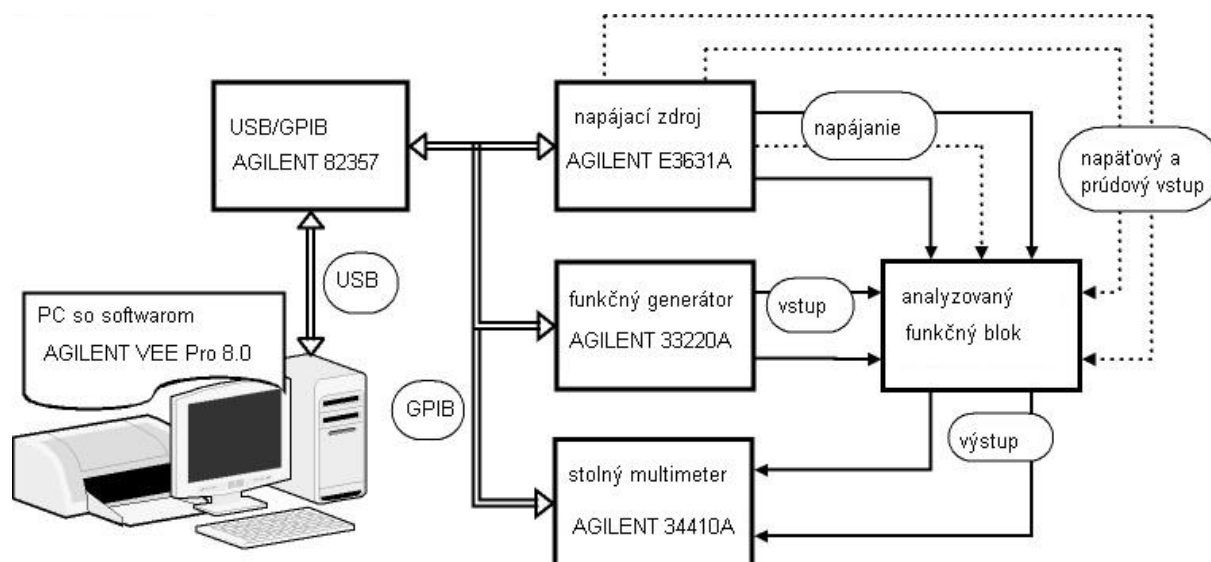 USB/GPIB
AGILENT 82357
napájací zdroj
AGILENT E3631A
napájanie
napäťový a
prúdový vstup
USB
PC so softwarom
AGILENT VEE Pro 8.0
funkčný generátor
AGILENT 33220A
vstup
analyzovaný
funkčný blok
GPIB
stolný multimeter
AGILENT 34410A
výstup